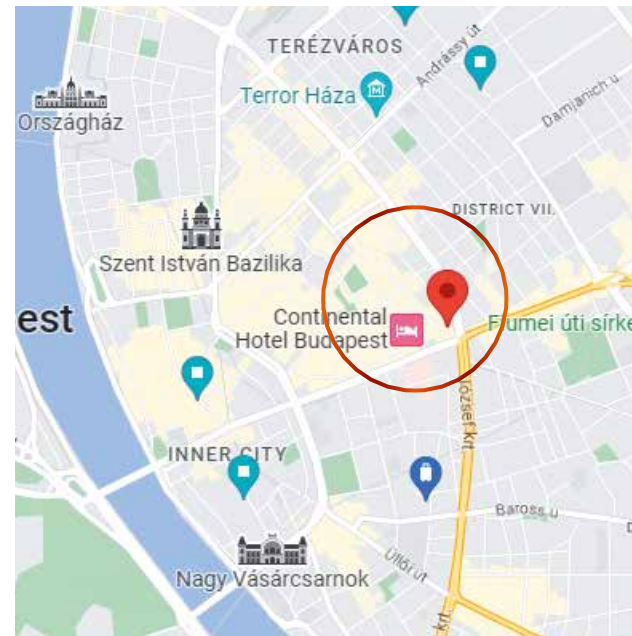 TERÉZVÁROS
Andrássy út
Terror Háza
M
Damjanich u.
Országház
DISTRICT VII.
Szent István Bazilika
est
Continental
Hotel Budapest
Fiumei úti sírke
József krt.
INNER CITY
Baross u
Üllői út
Nagy Vásárcsarnok
krt.